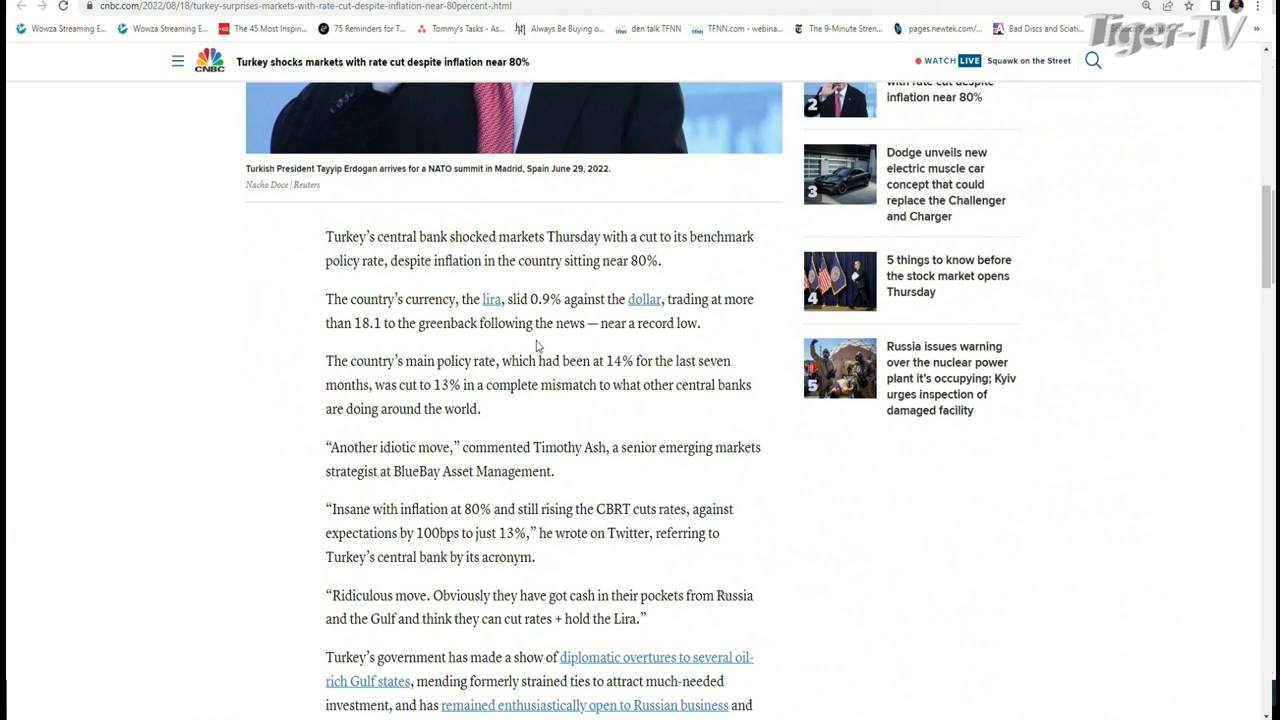 cnbc.com/2022/08/18/turkey-surprises-markets-with-rate-cut-despite-inflation-near-80percent-.html
Wowza Streaming E...
Wowza Streaming E...
The 45 Most Inspiri...
75 Reminders for T...
Tommy's Tasks - As...
Always Be Buying o...
den talk TFNN
TFNN.com - webina...
The 9-Minute Stren...
pages.newtek.com/...
Bad Discs and Sciati...
Tiger-TV
CNBC
Turkey shocks markets with rate cut despite inflation near 80%
WATCH LIVE
Squawk on the Street
Turkish President Tayyip Erdogan arrives for a NATO summit in Madrid, Spain June 29, 2022.
Nacho Doce | Reuters
Turkey’s central bank shocked markets Thursday with a cut to its benchmark
policy rate, despite inflation in the country sitting near 80%.
The country’s currency, the lira, slid 0.9% against the dollar, trading at more
than 18.1 to the greenback following the news — near a record low.
The country’s main policy rate, which had been at 14% for the last seven
months, was cut to 13% in a complete mismatch to what other central banks
are doing around the world.
“Another idiotic move,” commented Timothy Ash, a senior emerging markets
strategist at BlueBay Asset Management.
“Insane with inflation at 80% and still rising the CBRT cuts rates, against
expectations by 100bps to just 13%,” he wrote on Twitter, referring to
Turkey’s central bank by its acronym.
“Ridiculous move. Obviously they have got cash in their pockets from Russia
and the Gulf and think they can cut rates + hold the Lira.”
Turkey’s government has made a show of diplomatic overtures to several oil-
rich Gulf states, mending formerly strained ties to attract much-needed
investment, and has remained enthusiastically open to Russian business and
2
with rate cut despite
inflation near 80%
3
Dodge unveils new
electric muscle car
concept that could
replace the Challenger
and Charger
4
5 things to know before
the stock market opens
Thursday
5
Russia issues warning
over the nuclear power
plant it's occupying; Kyiv
urges inspection of
damaged facility